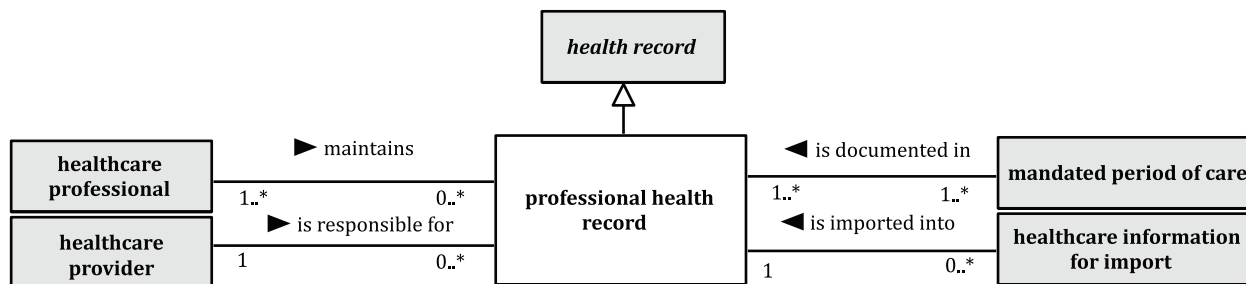 health record
healthcare
professional
► maintains
1..*
0..*
healthcare
provider
► is responsible for
1
0..*
professional health
record
◄ is documented in
1..*
1..*
mandated period of care
◄ is imported into
1
0..*
healthcare information
for import